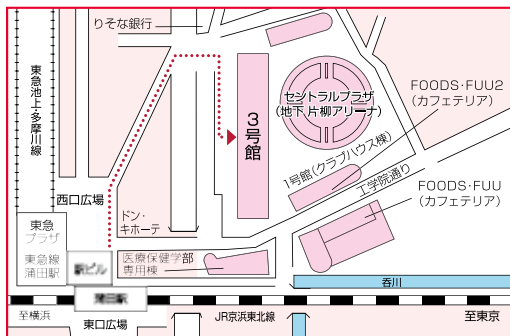 りそな銀行
東急池上・多摩川線
3号館
セントラルプラザ
(地下 片柳アリーナ)
FOODS・FUU2
(カフェテリア)
1号館(クラブハウス棟)
工学院通り
FOODS・FUU
(カフェテリア)
西口広場
ドン・
キホーテ
東急
プラザ
東急線
蒲田駅
駅ビル
医療保健学部
専用棟
呑川
蒲田駅
至横浜
東口広場
JR京浜東北線
至東京